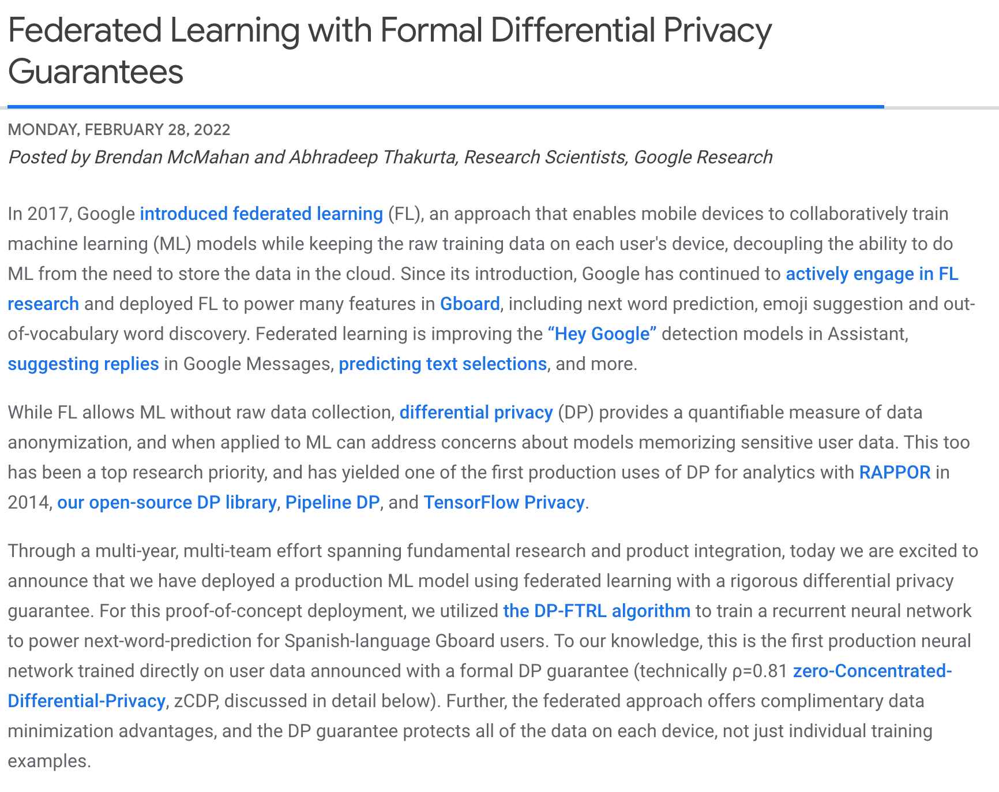 Federated Learning with Formal Differential Privacy
Guarantees
MONDAY, FEBRUARY 28, 2022
Posted by Brendan McMahan and Abhradeep Thakurta, Research Scientists, Google Research
In 2017, Google introduced federated learning (FL), an approach that enables mobile devices to collaboratively train
machine learning (ML) models while keeping the raw training data on each user's device, decoupling the ability to do
ML from the need to store the data in the cloud. Since its introduction, Google has continued to actively engage in FL
research and deployed FL to power many features in Gboard, including next word prediction, emoji suggestion and out-
of-vocabulary word discovery. Federated learning is improving the “Hey Google” detection models in Assistant,
suggesting replies in Google Messages, predicting text selections, and more.
While FL allows ML without raw data collection, differential privacy (DP) provides a quantifiable measure of data
anonymization, and when applied to ML can address concerns about models memorizing sensitive user data. This too
has been a top research priority, and has yielded one of the first production uses of DP for analytics with RAPPOR in
2014, our open-source DP library, Pipeline DP, and TensorFlow Privacy.
Through a multi-year, multi-team effort spanning fundamental research and product integration, today we are excited to
announce that we have deployed a production ML model using federated learning with a rigorous differential privacy
guarantee. For this proof-of-concept deployment, we utilized the DP-FTRL algorithm to train a recurrent neural network
to power next-word-prediction for Spanish-language Gboard users. To our knowledge, this is the first production neural
network trained directly on user data announced with a formal DP guarantee (technically ρ=0.81 zero-Concentrated-
Differential-Privacy, zCDP, discussed in detail below). Further, the federated approach offers complimentary data
minimization advantages, and the DP guarantee protects all of the data on each device, not just individual training
examples.